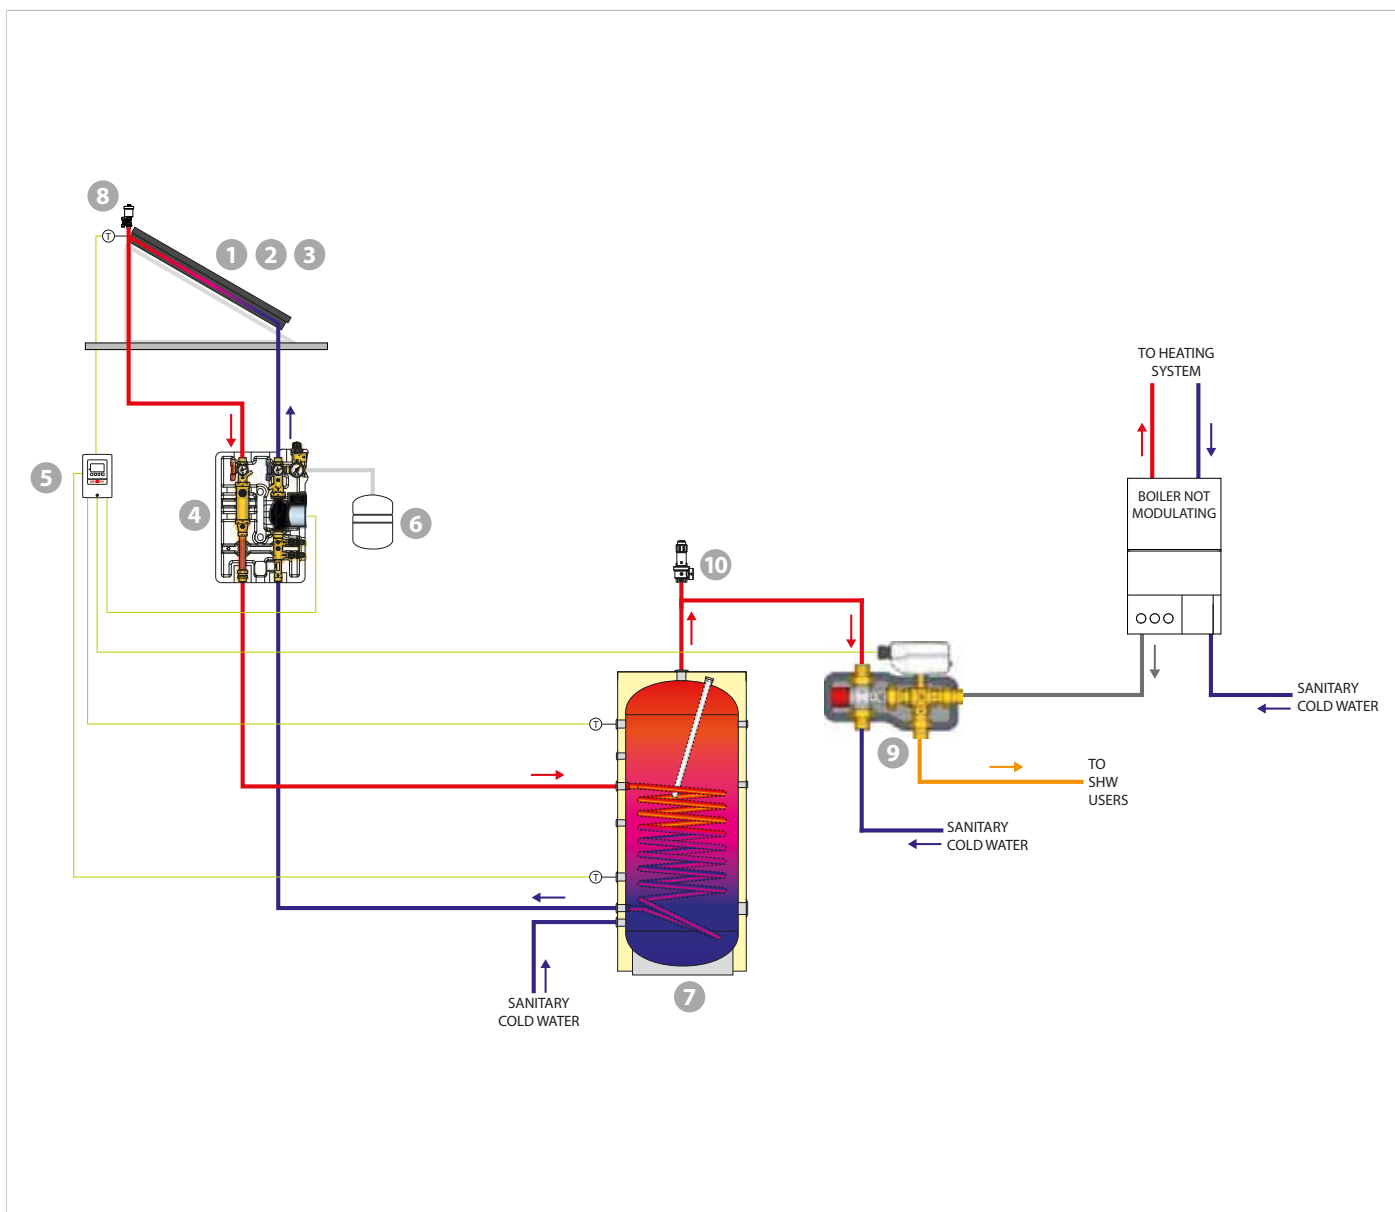 8
T
1 2 3
TO HEATING
SYSTEM
5
4
6
BOILER NOT
MODULATING
10
SANITARY
COLD WATER
T
9
TO
SHW
USERS
SANITARY
COLD WATER
T
7
SANITARY
COLD WATER